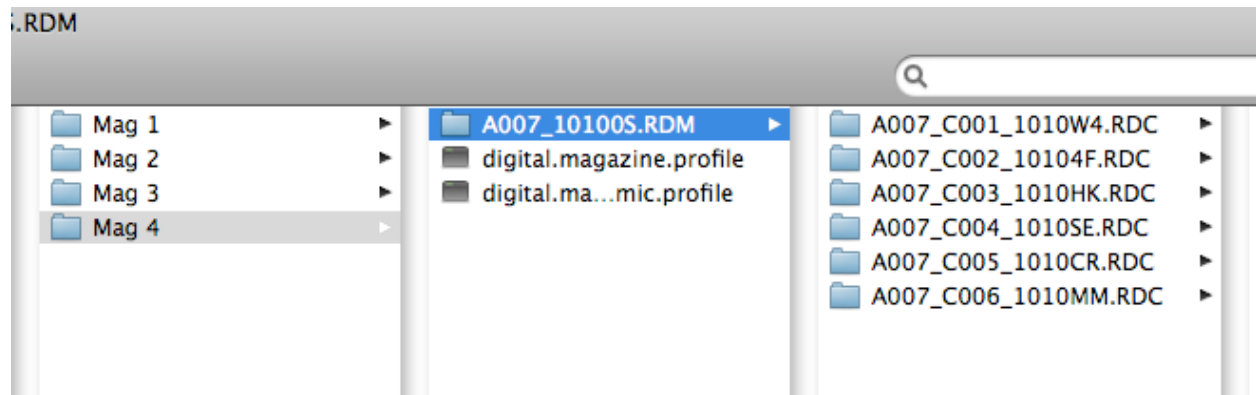 .RDM
Mag 1
Mag 2
Mag 3
Mag 4
A007_10100S.RDM
digital.magazine.profile
digital.ma...mic.profile
A007_C001_1010W4.RDC
A007_C002_10104F.RDC
A007_C003_1010HK.RDC
A007_C004_1010SE.RDC
A007_C005_1010CR.RDC
A007_C006_1010MM.RDC